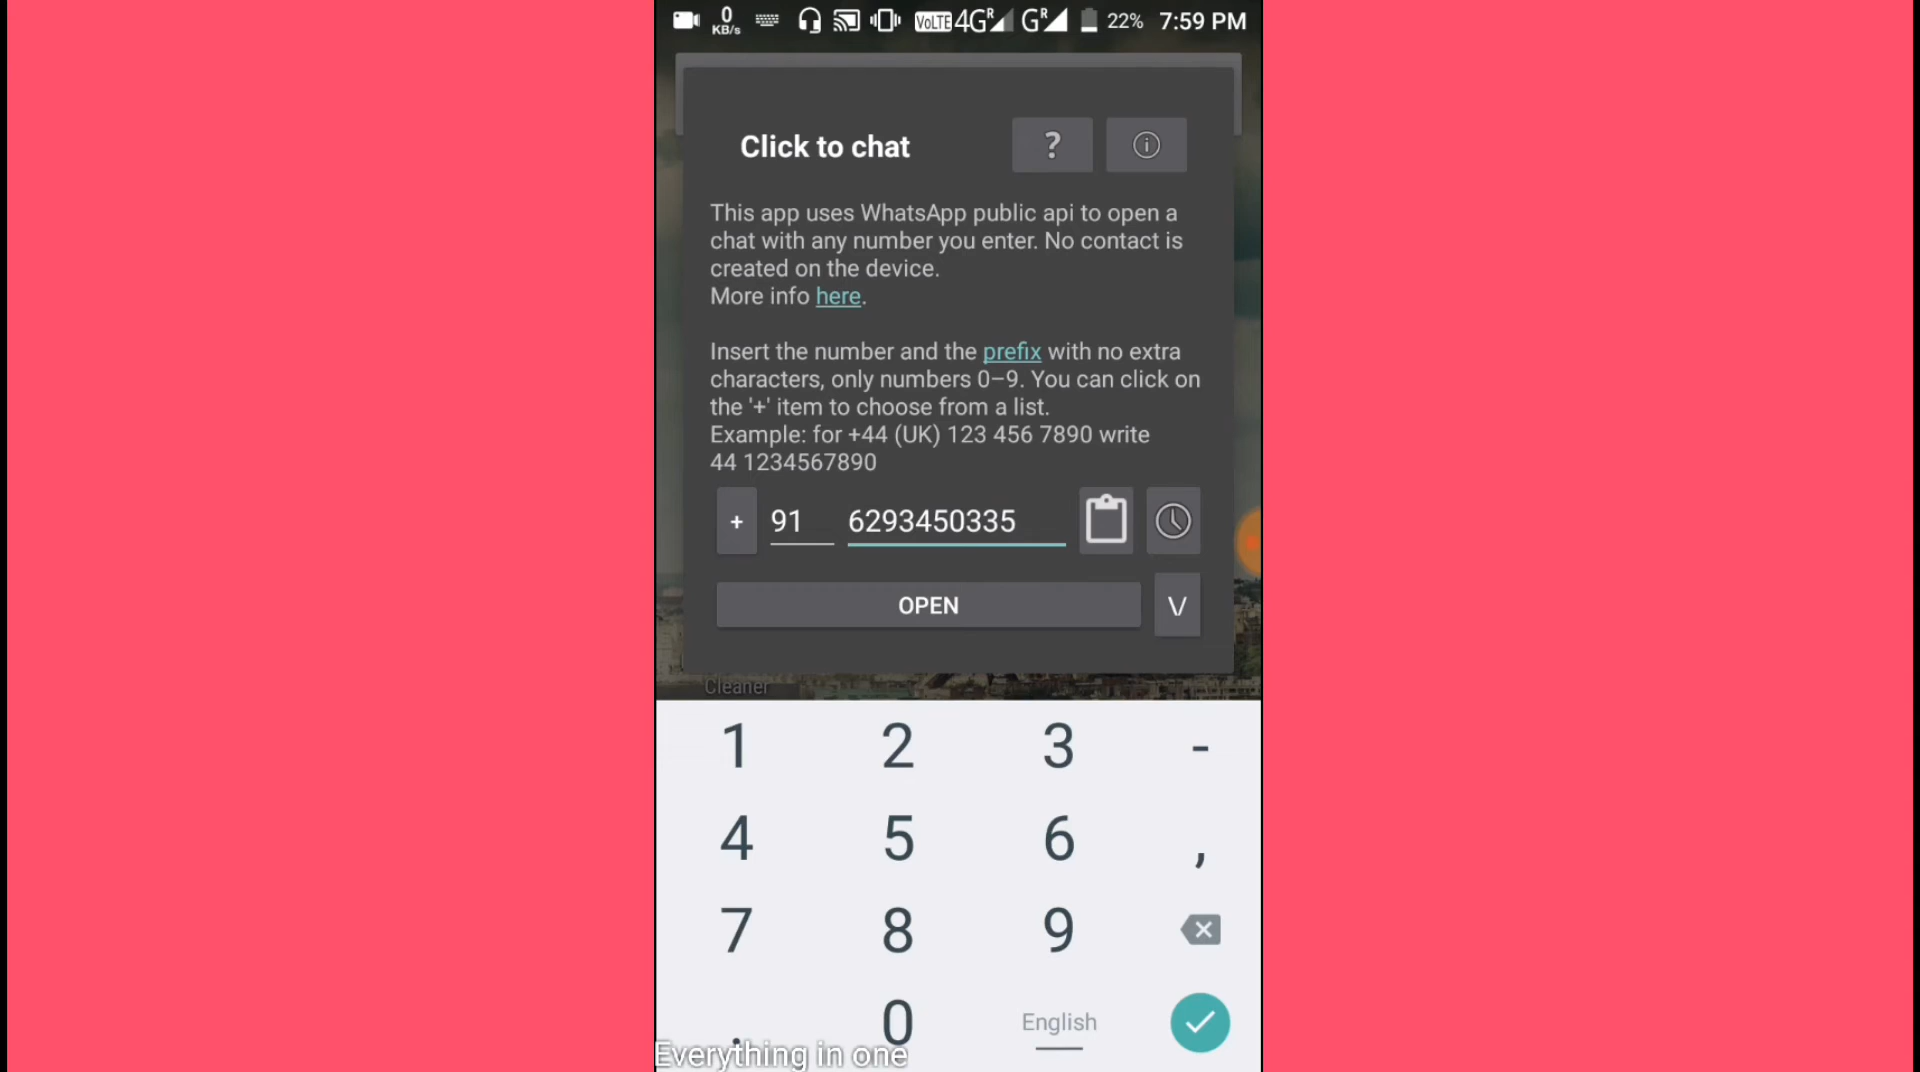 0 KB/s VoLTE 4G R G R 22% 7:59 PM
Click to chat ?
This app uses WhatsApp public api to open a
chat with any number you enter. No contact is
created on the device.
More info here.
Insert the number and the prefix with no extra
characters, only numbers 0–9. You can click on
the '+' item to choose from a list.
Example: for +44 (UK) 123 456 7890 write
44 1234567890
+ 91 6293450335
OPEN \/
Cleaner
1 2 3 -
4 5 6 ,
7 8 9
. 0 English
Everything in one